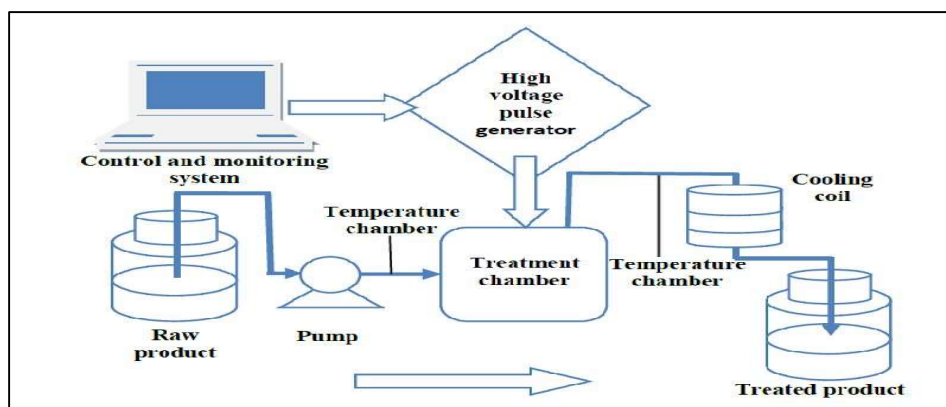 High
voltage
pulse
generator
Control and monitoring
system
Temperature
chamber
Cooling
coil
Treatment
chamber
Temperature
chamber
Raw
product
Pump
Treated product